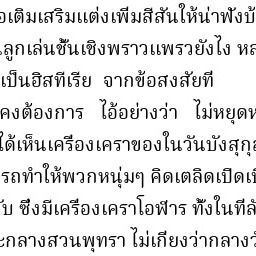 อเติมเสริมแต่งเพิ่มสีสันให้น่าฟังบ้
ลูกเล่นชั้นเชิงพราวแพรวยังไง หล
เป็นฮิสทีเรีย จากข้อสงสัยที่
คงต้องการ ไอ้อย่างว่า ไม่หยุดห
ได้เห็นเครื่องเคราของในวันบังสุกุล
รถทำให้พวกหนุ่มๆ คิดเตลิดเปิดเปิ
ับ ซึ่งมีเครื่องเคราโอฬาร ทั้งในที่ลั
ะกลางสวนพุทรา ไม่เกี่ยงว่ากลางวั